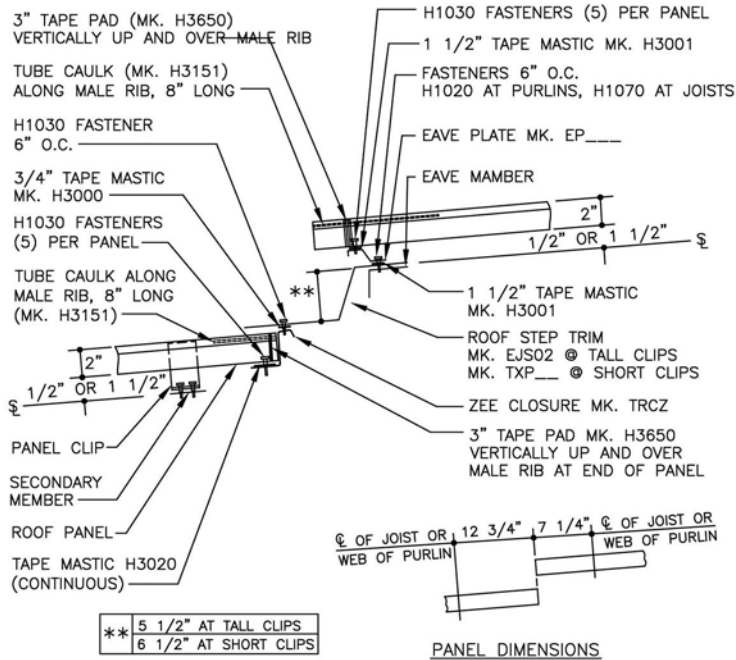 3" TAPE PAD (MK. H3650)
VERTICALLY UP AND OVER MALE RIB
TUBE CAULK (MK. H3151)
ALONG MALE RIB, 8" LONG
H1030 FASTENER
6" O.C.
3/4" TAPE MASTIC
MK. H3000
H1030 FASTENERS
(5) PER PANEL
TUBE CAULK ALONG
MALE RIB, 8" LONG
(MK. H3151)
2"
1/2" OR 1 1/2"
℄
PANEL CLIP
SECONDARY
MEMBER
ROOF PANEL
TAPE MASTIC H3020
(CONTINUOUS)
** 5 1/2" AT TALL CLIPS
6 1/2" AT SHORT CLIPS
H1030 FASTENERS (5) PER PANEL
1 1/2" TAPE MASTIC MK. H3001
FASTENERS 6" O.C.
H1020 AT PURLINS, H1070 AT JOISTS
EAVE PLATE MK. EP___
EAVE MAMBER
2"
1/2" OR 1 1/2"
℄
**
1 1/2" TAPE MASTIC
MK. H3001
ROOF STEP TRIM
MK. EJS02 @ TALL CLIPS
MK. TXP__ @ SHORT CLIPS
ZEE CLOSURE MK. TRCZ
3" TAPE PAD MK. H3650
VERTICALLY UP AND OVER
MALE RIB AT END OF PANEL
℄ OF JOIST OR
WEB OF PURLIN
12 3/4"
7 1/4"
℄ OF JOIST OR
WEB OF PURLIN
PANEL DIMENSIONS